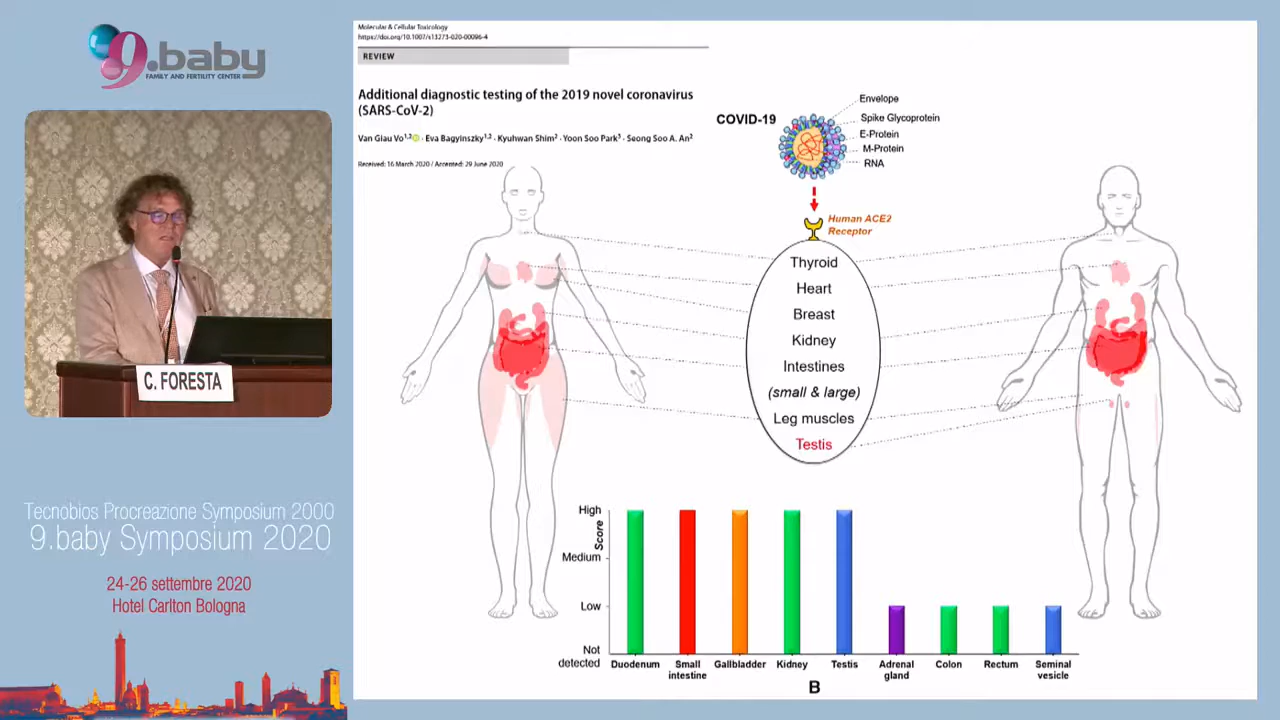 9.baby
FAMILY AND FERTILITY CENTER
C. FORESTA
Tecnobios Procreazione Symposium 2000
9.baby Symposium 2020
24-26 settembre 2020
Hotel Carlton Bologna
Molecular & Cellular Toxicology
https://doi.org/10.1007/s13273-020-00096-4
REVIEW
Additional diagnostic testing of the 2019 novel coronavirus
(SARS-CoV-2)
Van Giau Vo1,2 · Eva Bagyinszky1,2 · Kyuhwan Shim2 · Yoon Soo Park3 · Seong Soo A. An2
Received: 16 March 2020 / Accepted: 29 June 2020
COVID-19
Envelope
Spike Glycoprotein
E-Protein
M-Protein
RNA
Human ACE2
Receptor
Thyroid
Heart
Breast
Kidney
Intestines
(small & large)
Leg muscles
Testis
Score
High
Medium
Low
Not
detected
Duodenum
Small
intestine
Gallbladder
Kidney
Testis
Adrenal
gland
Colon
Rectum
Seminal
vesicle
B